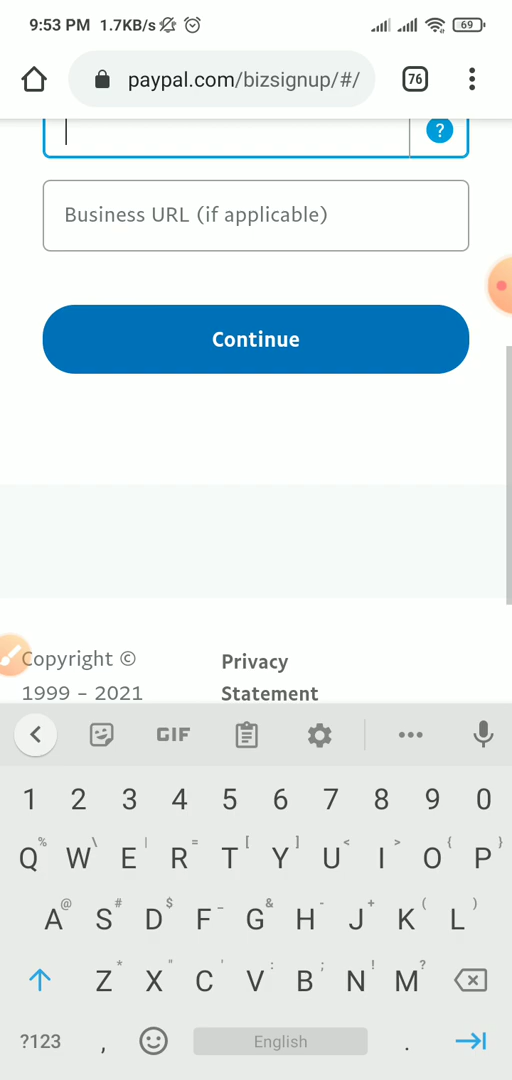 9:53 PM 1.7KB/s 69
paypal.com/bizsignup/#/ 76
?
Business URL (if applicable)
Continue
Copyright © Privacy
1999 - 2021 Statement
GIF
1 2 3 4 5 6 7 8 9 0
% \ | = [ ] < > { }
Q W E R T Y U I O P
@ # $ _ & - + ( )
A S D F G H J K L
* " ' : ; ! ?
Z X C V B N M
?123 , English .